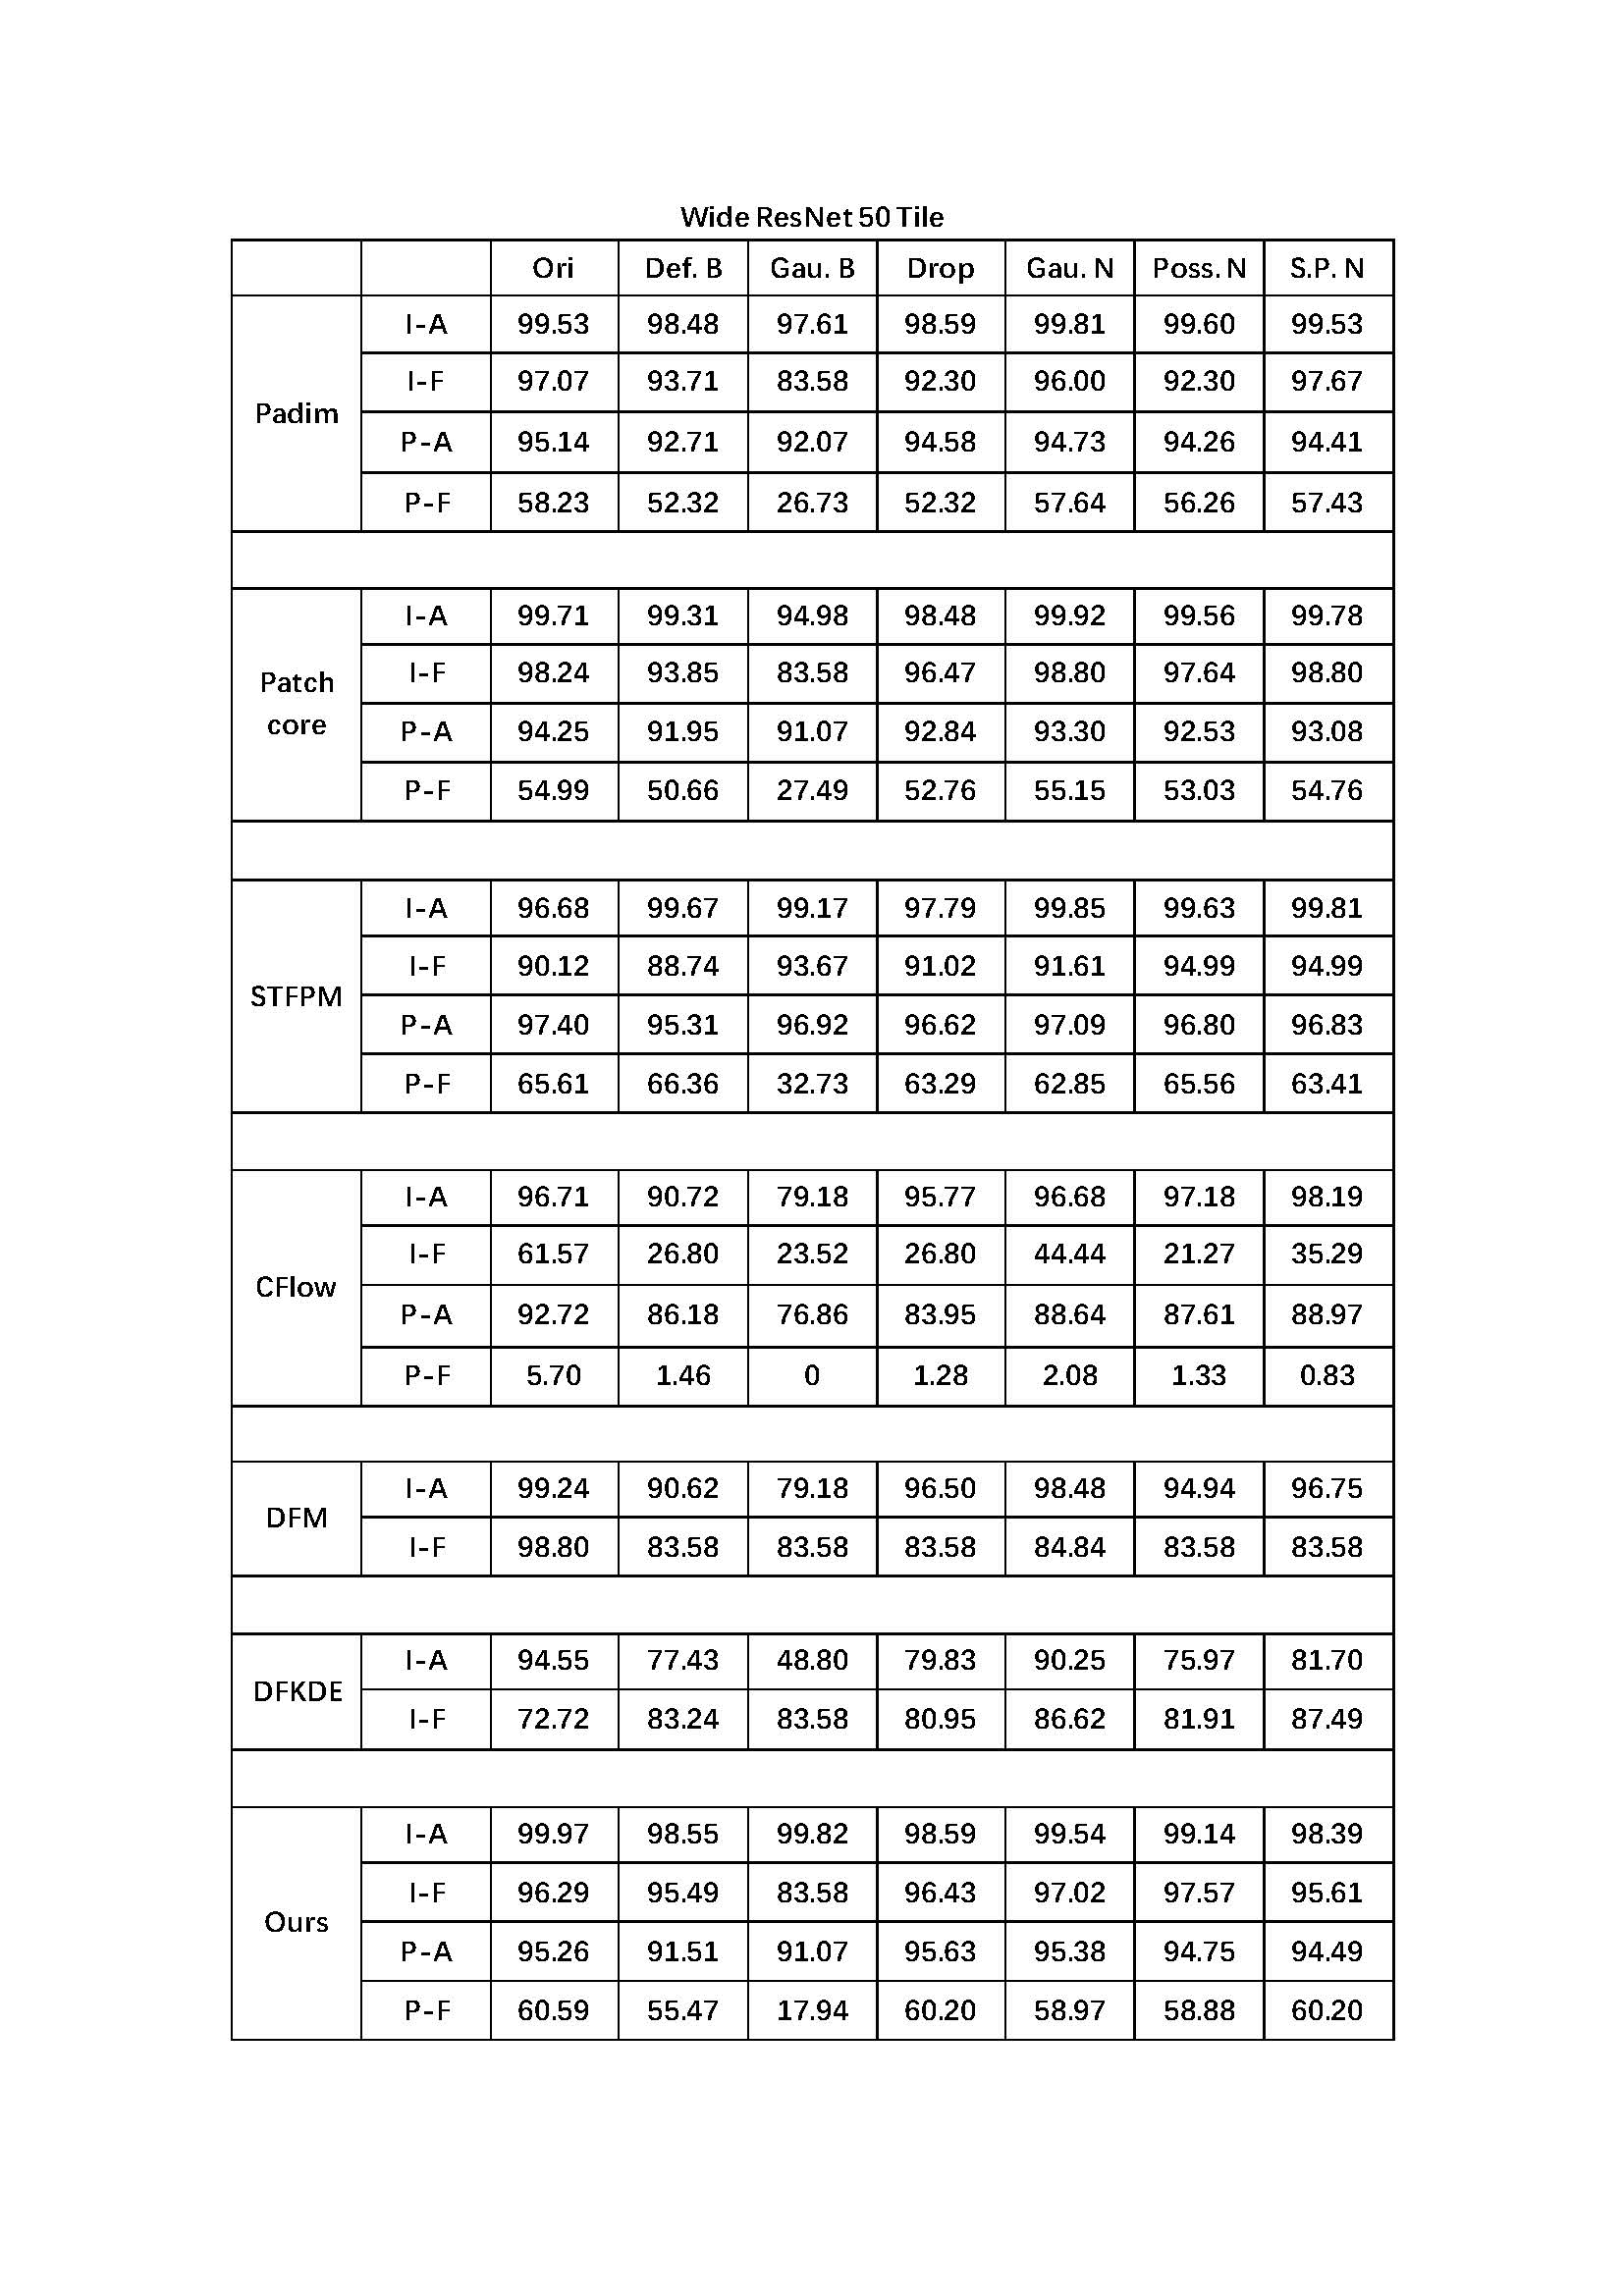 Wide ResNet 50 Tile
Ori Def. B Gau. B Drop Gau. N Poss. N S.P. N
Padim
I-A 99.53 98.48 97.61 98.59 99.81 99.60 99.53
I-F 97.07 93.71 83.58 92.30 96.00 92.30 97.67
P-A 95.14 92.71 92.07 94.58 94.73 94.26 94.41
P-F 58.23 52.32 26.73 52.32 57.64 56.26 57.43
Patch
core
I-A 99.71 99.31 94.98 98.48 99.92 99.56 99.78
I-F 98.24 93.85 83.58 96.47 98.80 97.64 98.80
P-A 94.25 91.95 91.07 92.84 93.30 92.53 93.08
P-F 54.99 50.66 27.49 52.76 55.15 53.03 54.76
STFPM
I-A 96.68 99.67 99.17 97.79 99.85 99.63 99.81
I-F 90.12 88.74 93.67 91.02 91.61 94.99 94.99
P-A 97.40 95.31 96.92 96.62 97.09 96.80 96.83
P-F 65.61 66.36 32.73 63.29 62.85 65.56 63.41
CFlow
I-A 96.71 90.72 79.18 95.77 96.68 97.18 98.19
I-F 61.57 26.80 23.52 26.80 44.44 21.27 35.29
P-A 92.72 86.18 76.86 83.95 88.64 87.61 88.97
P-F 5.70 1.46 0 1.28 2.08 1.33 0.83
DFM
I-A 99.24 90.62 79.18 96.50 98.48 94.94 96.75
I-F 98.80 83.58 83.58 83.58 84.84 83.58 83.58
DFKDE
I-A 94.55 77.43 48.80 79.83 90.25 75.97 81.70
I-F 72.72 83.24 83.58 80.95 86.62 81.91 87.49
Ours
I-A 99.97 98.55 99.82 98.59 99.54 99.14 98.39
I-F 96.29 95.49 83.58 96.43 97.02 97.57 95.61
P-A 95.26 91.51 91.07 95.63 95.38 94.75 94.49
P-F 60.59 55.47 17.94 60.20 58.97 58.88 60.20